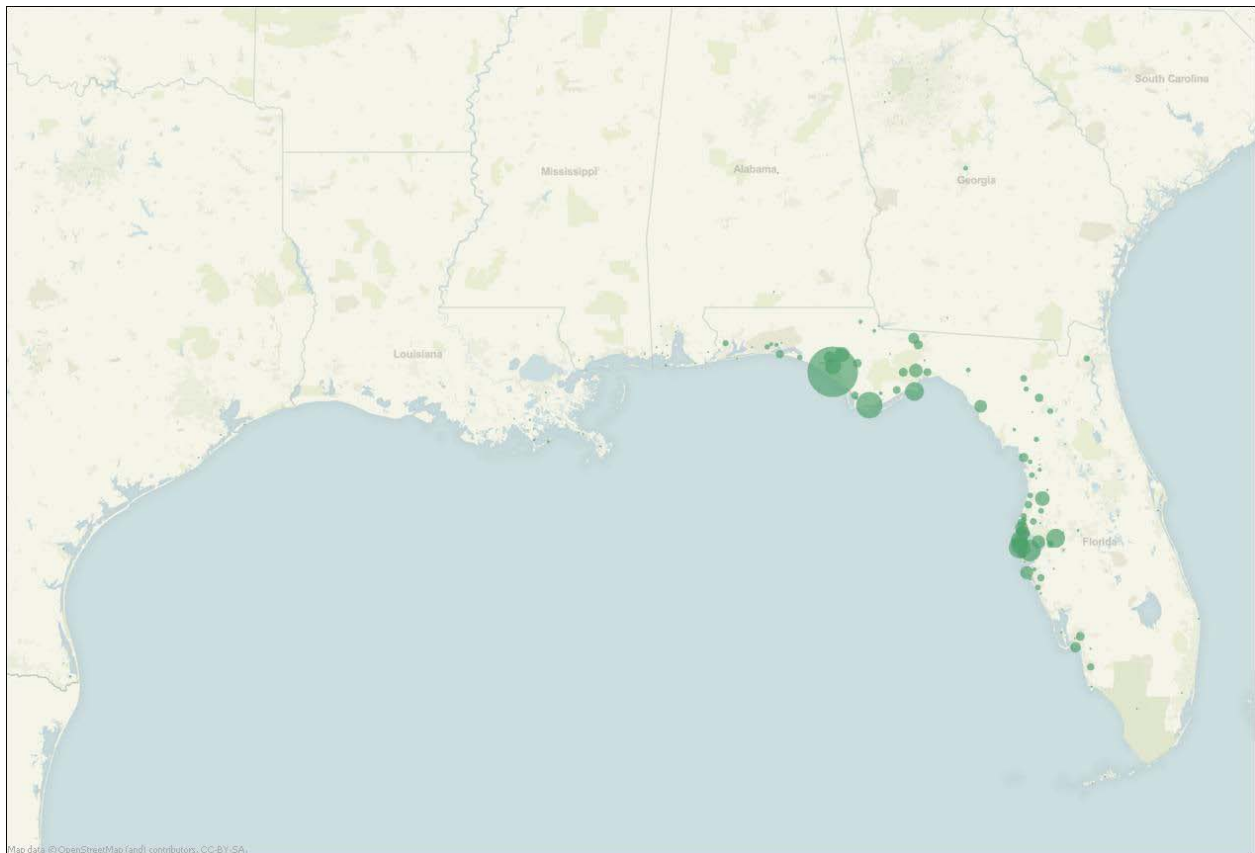 South Carolina
Mississippi
Alabama
Georgia
Louisiana
Florida
Map data © OpenStreetMap (and) contributors, CC-BY-SA.